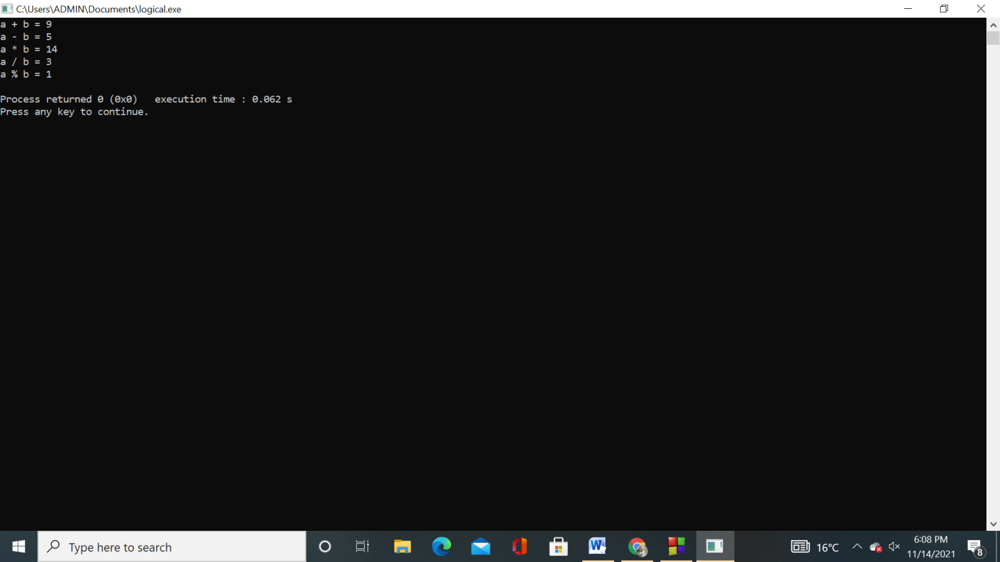 C:\Users\ADMIN\Documents\logical.exe
a + b = 9
a - b = 5
a * b = 14
a / b = 3
a % b = 1
Process returned 0 (0x0)   execution time : 0.062 s
Press any key to continue.
Type here to search
W
16°C
6:08 PM
11/14/2021
8